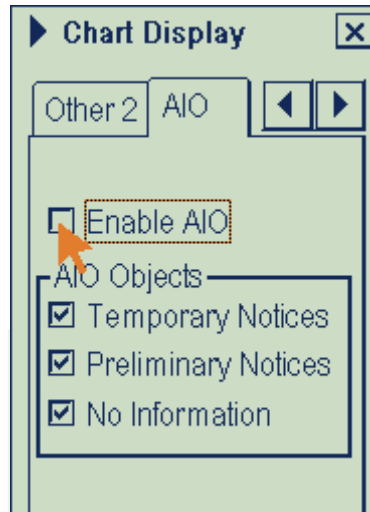 Chart Display
Other 2 AIO
Enable AIO
AIO Objects
Temporary Notices
Preliminary Notices
No Information